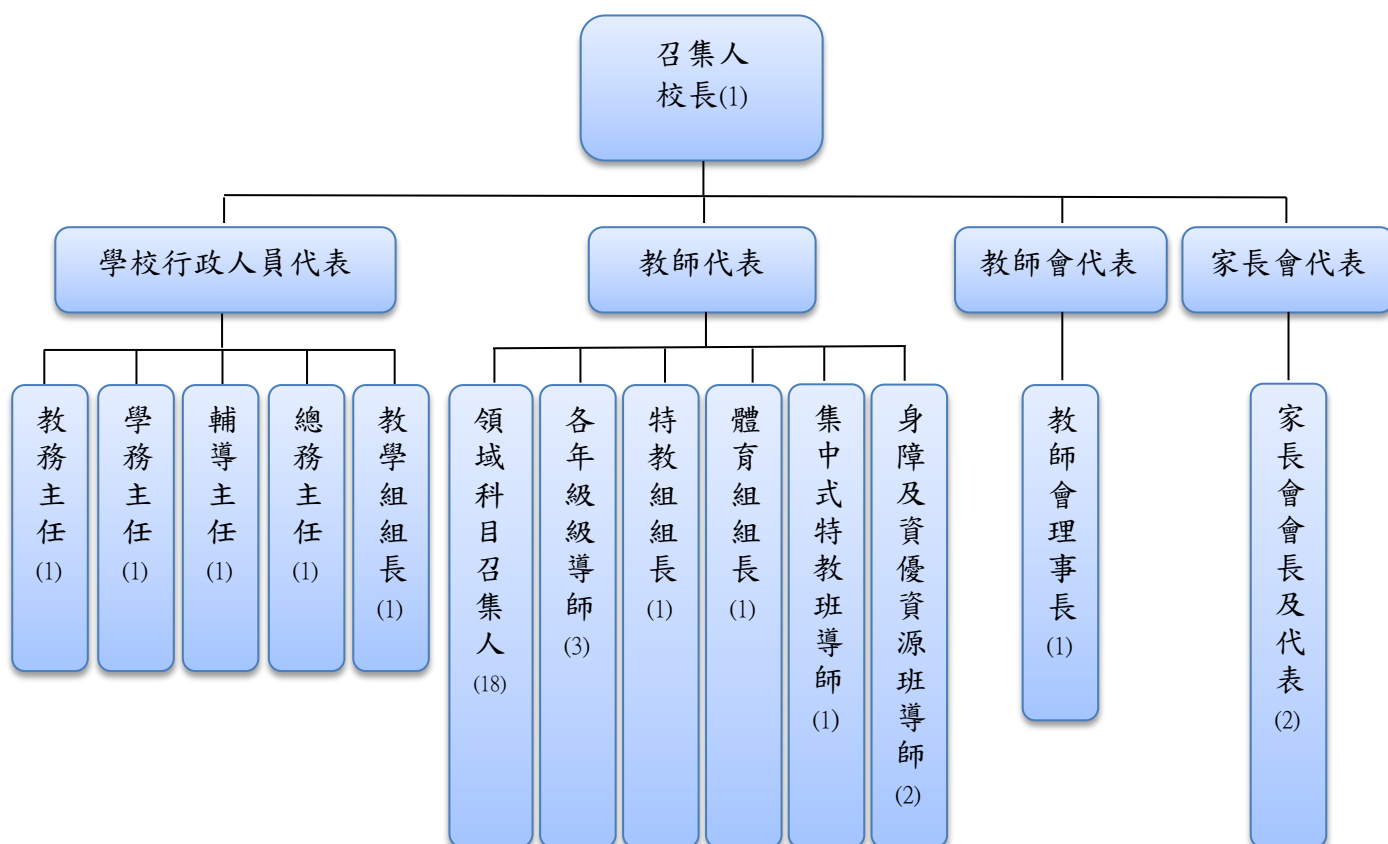 召集人
校長(1)
學校行政人員代表
教師代表
教師會代表
家長會代表
教務主任(1)
學務主任(1)
輔導主任(1)
總務主任(1)
教學組組長(1)
領域科目召集人(18)
各年級級導師(3)
特教組組長(1)
體育組組長(1)
集中式特教班導師(1)
身障及資優資源班導師(2)
教師會理事長(1)
家長會會長及代表(2)